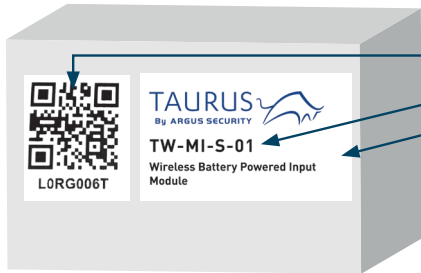 L0RG006T
TAURUS
By ARGUS SECURITY
TW-MI-S-01
Wireless Battery Powered Input
Module